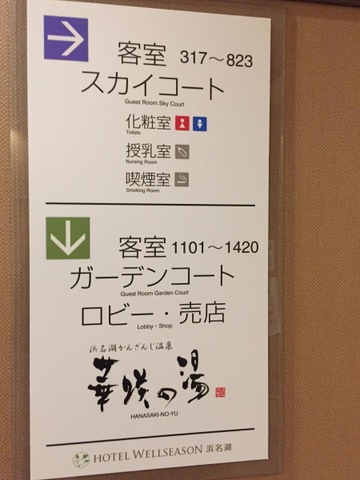 客室 317～823
スカイコート
Guest Room Sky Court
化粧室
Toilets
授乳室
Nursing Room
喫煙室
Smoking Room
客室 1101～1420
ガーデンコート
Guest Room Garden Court
ロビー・売店
Lobby・Shop
浜名湖かんざんじ温泉
華咲の湯
HANASAKI-NO-YU
HOTEL WELLSEASON 浜名湖